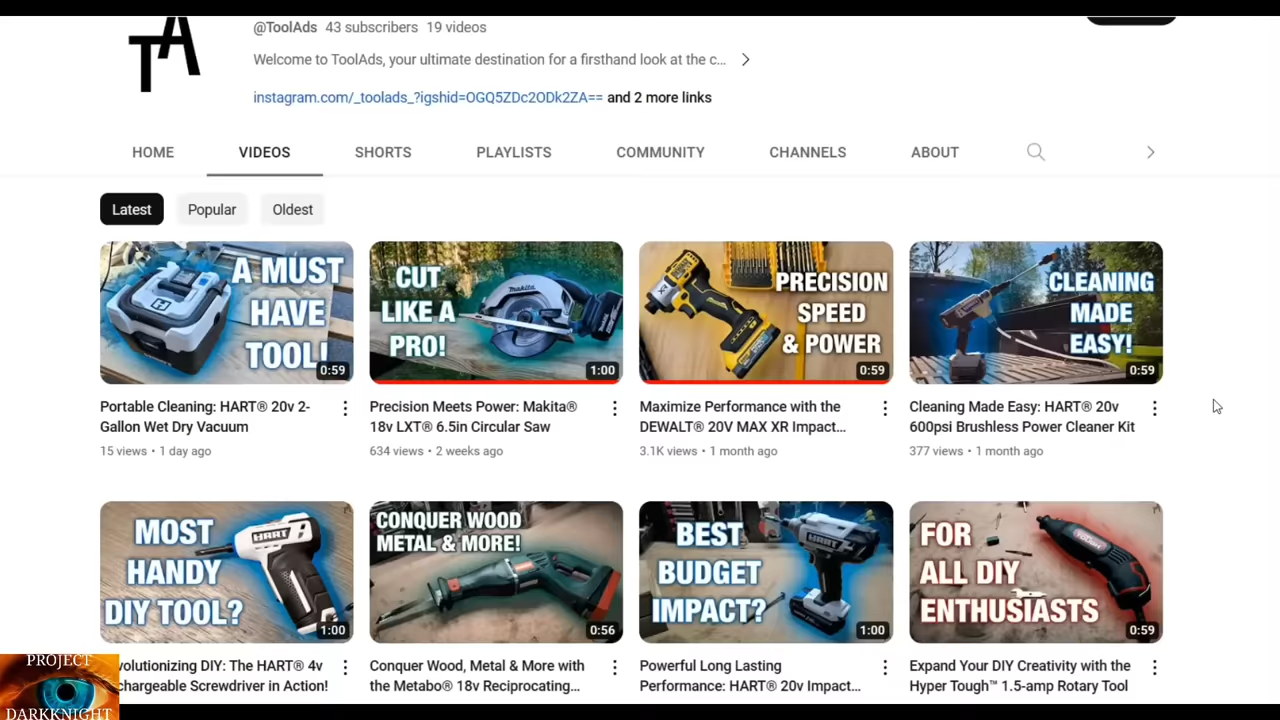 TA
@ToolAds 43 subscribers 19 videos
Welcome to ToolAds, your ultimate destination for a firsthand look at the c...
instagram.com/_toolads_?igshid=OGQ5ZDc2ODk2ZA== and 2 more links
HOME VIDEOS SHORTS PLAYLISTS COMMUNITY CHANNELS ABOUT
Latest Popular Oldest
A MUST
HAVE
TOOL!
0:59
Portable Cleaning: HART® 20v 2-
Gallon Wet Dry Vacuum
15 views • 1 day ago
CUT
LIKE A
PRO!
makita
1:00
Precision Meets Power: Makita®
18v LXT® 6.5in Circular Saw
634 views • 2 weeks ago
PRECISION
SPEED
& POWER
XR
0:59
Maximize Performance with the
DEWALT® 20V MAX XR Impact...
3.1K views • 1 month ago
CLEANING
MADE
EASY!
0:59
Cleaning Made Easy: HART® 20v
600psi Brushless Power Cleaner Kit
377 views • 1 month ago
MOST
HANDY
DIY TOOL?
HART
1:00
volutionizing DIY: The HART® 4v
chargeable Screwdriver in Action!
CONQUER WOOD
METAL & MORE!
0:56
Conquer Wood, Metal & More with
the Metabo® 18v Reciprocating...
BEST
BUDGET
IMPACT?
HART
1:00
Powerful Long Lasting
Performance: HART® 20v Impact...
FOR
ALL DIY
ENTHUSIASTS
0:59
Expand Your DIY Creativity with the
Hyper Tough™ 1.5-amp Rotary Tool
PROJECT
DARKKNIGHT